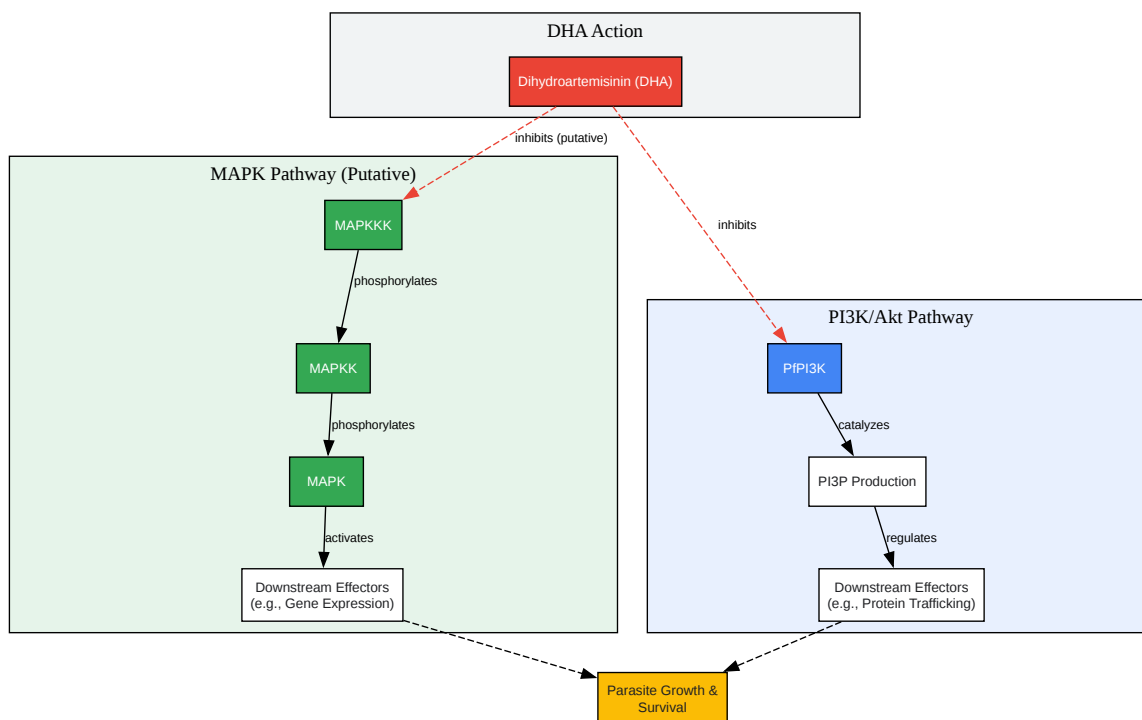 DHA Action
Dihydroartemisinin (DHA)
inhibits (putative)
MAPK Pathway (Putative)
MAPKKK
inhibits
phosphorylates
PI3K/Akt Pathway
MAPKK
PfPI3K
phosphorylates
catalyzes
MAPK
PI3P Production
activates
regulates
Downstream Effectors
(e.g., Gene Expression)
Downstream Effectors
(e.g., Protein Trafficking)
Parasite Growth &
Survival